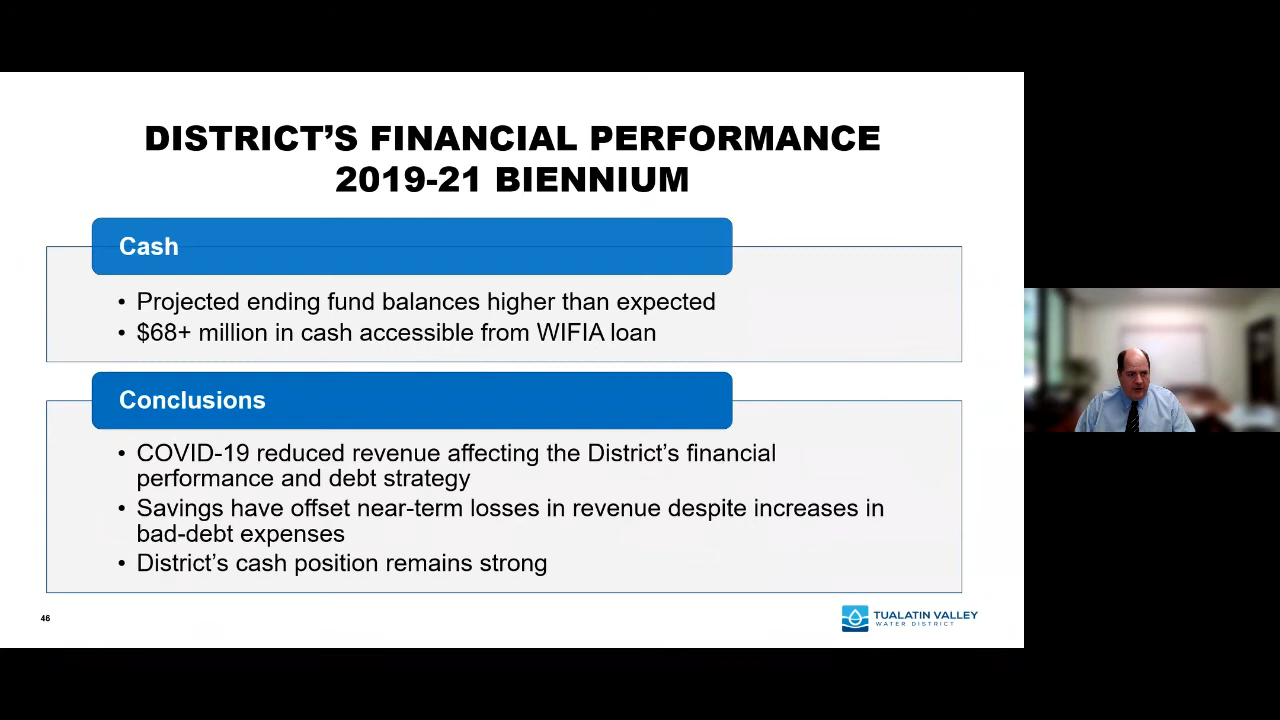 DISTRICT'S FINANCIAL PERFORMANCE
2019-21 BIENNIUM
Cash
• Projected ending fund balances higher than expected
• $68+ million in cash accessible from WIFIA loan
Conclusions
• COVID-19 reduced revenue affecting the District's financial
performance and debt strategy
• Savings have offset near-term losses in revenue despite increases in
bad-debt expenses
• District's cash position remains strong
46
TUALATIN VALLEY
WATER DISTRICT